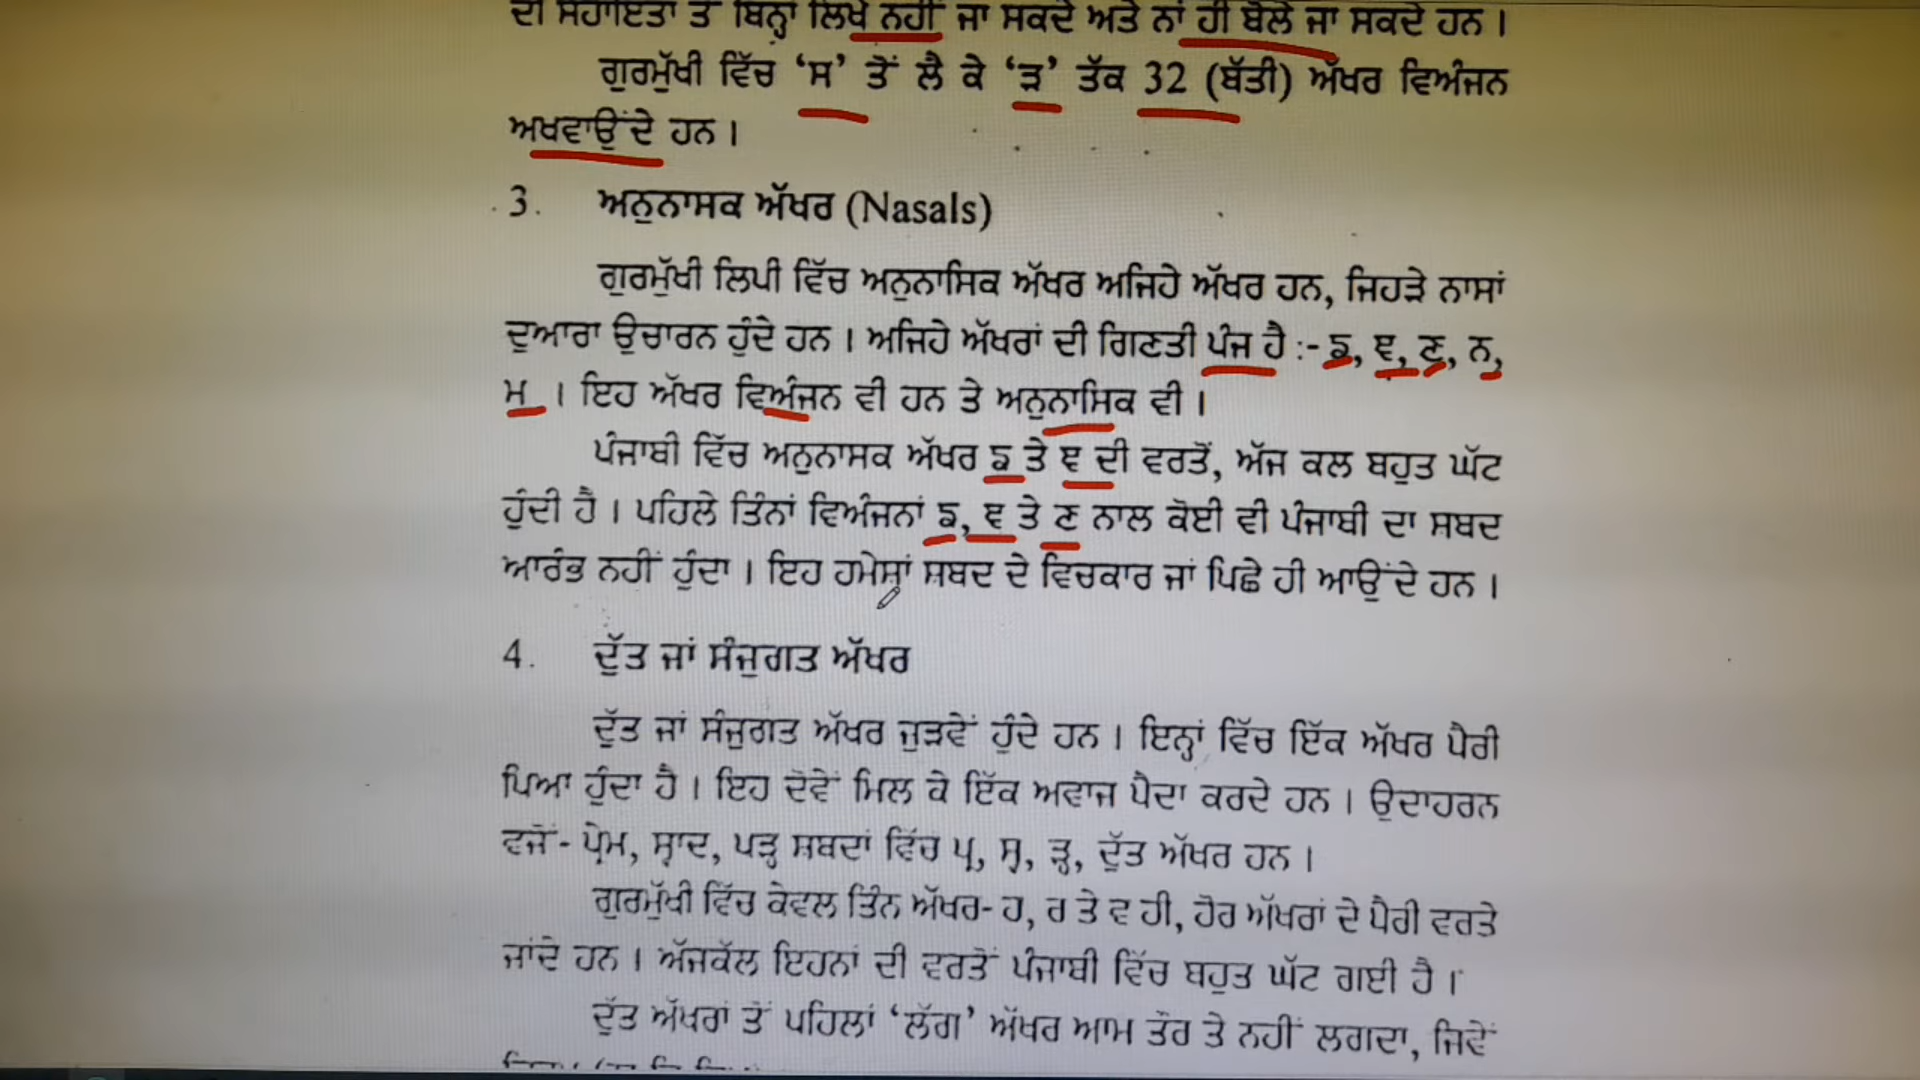 ਦੀ ਸਹਾਇਤਾ ਤੋਂ ਬਿਨ੍ਹਾਂ ਲਿਖੇ ਨਹੀਂ ਜਾ ਸਕਦੇ ਅਤੇ ਨਾਂ ਹੀ ਬੋਲੇ ਜਾ ਸਕਦੇ ਹਨ ।
ਗੁਰਮੁੱਖੀ ਵਿੱਚ ‘ਸ’ ਤੋਂ ਲੈ ਕੇ ‘ੜ’ ਤੱਕ 32 (ਬੱਤੀ) ਅੱਖਰ ਵਿਅੰਜਨ
ਅਖਵਾਉਂਦੇ ਹਨ ।
3. ਅਨੁਨਾਸਕ ਅੱਖਰ (Nasals)
ਗੁਰਮੁੱਖੀ ਲਿਪੀ ਵਿੱਚ ਅਨੁਨਾਸਿਕ ਅੱਖਰ ਅਜਿਹੇ ਅੱਖਰ ਹਨ, ਜਿਹੜੇ ਨਾਸਾਂ
ਦੁਆਰਾ ਉਚਾਰਨ ਹੁੰਦੇ ਹਨ । ਅਜਿਹੇ ਅੱਖਰਾਂ ਦੀ ਗਿਣਤੀ ਪੰਜ ਹੈ :- ਙ, ਞ, ਣ, ਨ,
ਮ । ਇਹ ਅੱਖਰ ਵਿਅੰਜਨ ਵੀ ਹਨ ਤੇ ਅਨੁਨਾਸਿਕ ਵੀ ।
ਪੰਜਾਬੀ ਵਿੱਚ ਅਨੁਨਾਸਕ ਅੱਖਰ ਙ ਤੇ ਞ ਦੀ ਵਰਤੋਂ, ਅੱਜ ਕਲ ਬਹੁਤ ਘੱਟ
ਹੁੰਦੀ ਹੈ । ਪਹਿਲੇ ਤਿੰਨਾਂ ਵਿਅੰਜਨਾਂ ਙ, ਞ ਤੇ ਣ ਨਾਲ ਕੋਈ ਵੀ ਪੰਜਾਬੀ ਦਾ ਸ਼ਬਦ
ਆਰੰਭ ਨਹੀਂ ਹੁੰਦਾ । ਇਹ ਹਮੇਸ਼ਾਂ ਸ਼ਬਦ ਦੇ ਵਿਚਕਾਰ ਜਾਂ ਪਿਛੇ ਹੀ ਆਉਂਦੇ ਹਨ ।
4. ਦੁੱਤ ਜਾਂ ਸੰਜੁਗਤ ਅੱਖਰ
ਦੁੱਤ ਜਾਂ ਸੰਜੁਗਤ ਅੱਖਰ ਜੁੜਵੇਂ ਹੁੰਦੇ ਹਨ । ਇਨ੍ਹਾਂ ਵਿੱਚ ਇੱਕ ਅੱਖਰ ਪੈਰੀ
ਪਿਆ ਹੁੰਦਾ ਹੈ । ਇਹ ਦੋਵੇਂ ਮਿਲ ਕੇ ਇੱਕ ਅਵਾਜ ਪੈਦਾ ਕਰਦੇ ਹਨ । ਉਦਾਹਰਨ
ਵਜੋਂ- ਪ੍ਰੇਮ, ਸ੍ਵਾਦ, ਪੜ੍ਹ ਸ਼ਬਦਾਂ ਵਿੱਚ ਪ੍ਰ, ਸ੍ਵ, ੜ੍ਹ, ਦੁੱਤ ਅੱਖਰ ਹਨ ।
ਗੁਰਮੁੱਖੀ ਵਿੱਚ ਕੇਵਲ ਤਿੰਨ ਅੱਖਰ- ਹ, ਰ ਤੇ ਵ ਹੀ, ਹੋਰ ਅੱਖਰਾਂ ਦੇ ਪੈਰੀ ਵਰਤੇ
ਜਾਂਦੇ ਹਨ । ਅੱਜਕੱਲ ਇਹਨਾਂ ਦੀ ਵਰਤੋਂ ਪੰਜਾਬੀ ਵਿੱਚ ਬਹੁਤ ਘੱਟ ਗਈ ਹੈ ।
ਦੁੱਤ ਅੱਖਰਾਂ ਤੋਂ ਪਹਿਲਾਂ ‘ਲੱਗ’ ਅੱਖਰ ਆਮ ਤੌਰ ਤੇ ਨਹੀਂ ਲਗਦਾ, ਜਿਵੇਂ